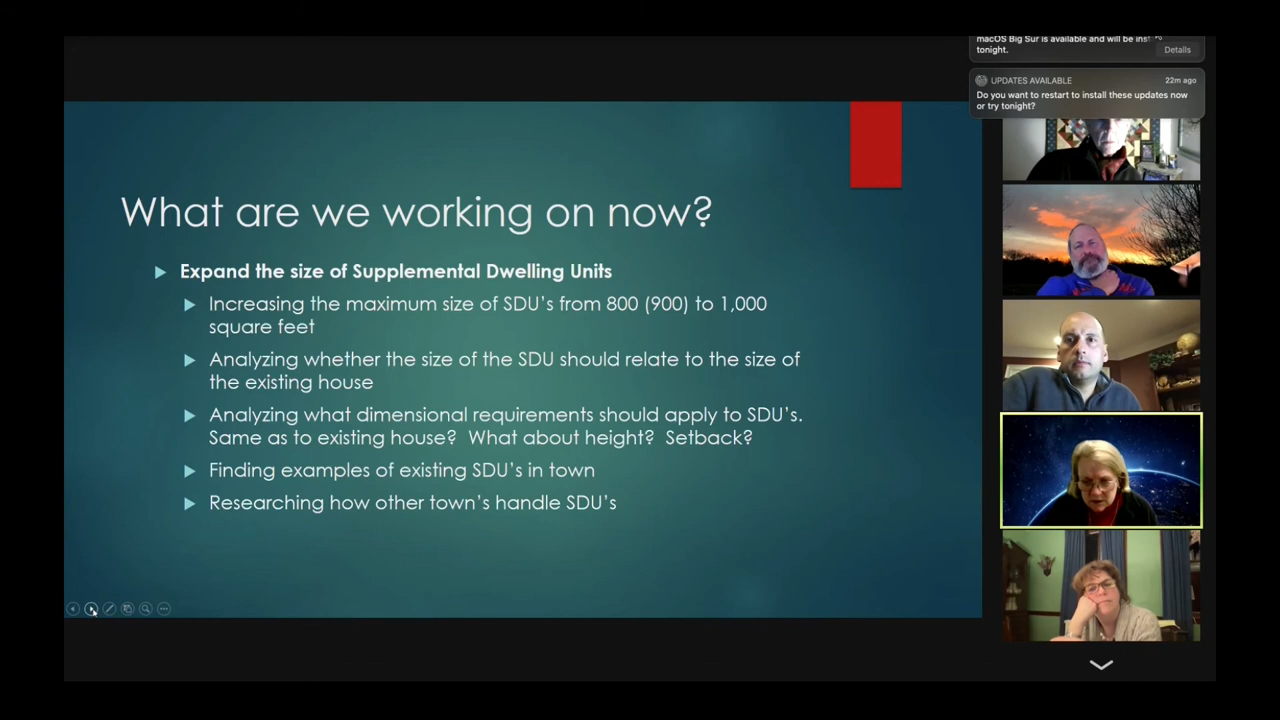 macOS Big Sur is available and will be
tonight.
Details
UPDATES AVAILABLE
22m ago
Do you want to restart to install these updates now
or try tonight?
What are we working on now?
Expand the size of Supplemental Dwelling Units
Increasing the maximum size of SDU's from 800 (900) to 1,000
square feet
Analyzing whether the size of the SDU should relate to the size of
the existing house
Analyzing what dimensional requirements should apply to SDU's.
Same as to existing house? What about height? Setback?
Finding examples of existing SDU's in town
Researching how other town's handle SDU's